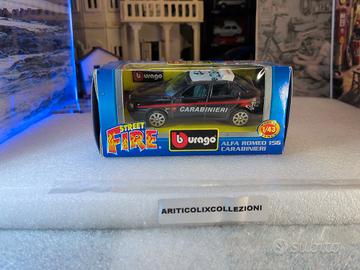 burago
CARABINIERI
STREET
FIRE
burago
1/43
ALFA ROMEO 156
CARABINIERI
ARITICOLIXCOLLEZIONI
subito